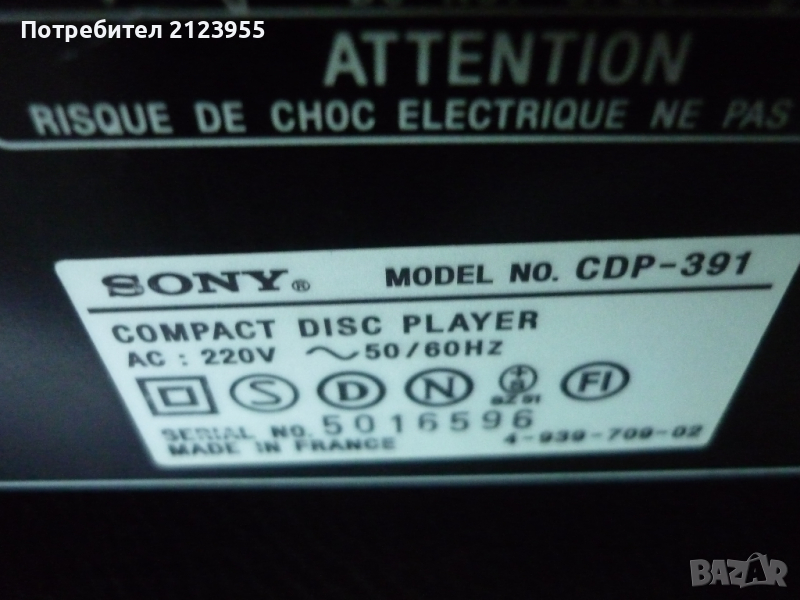 Потребител 2123955
ATTENTION
RISQUE DE CHOC ELECTRIQUE NE PAS
SONY® MODEL NO. CDP-391
COMPACT DISC PLAYER
AC : 220V ~50/60HZ
S D N FI
SERIAL NO. 5016596
MADE IN FRANCE 4-939-709-02
BAZAR